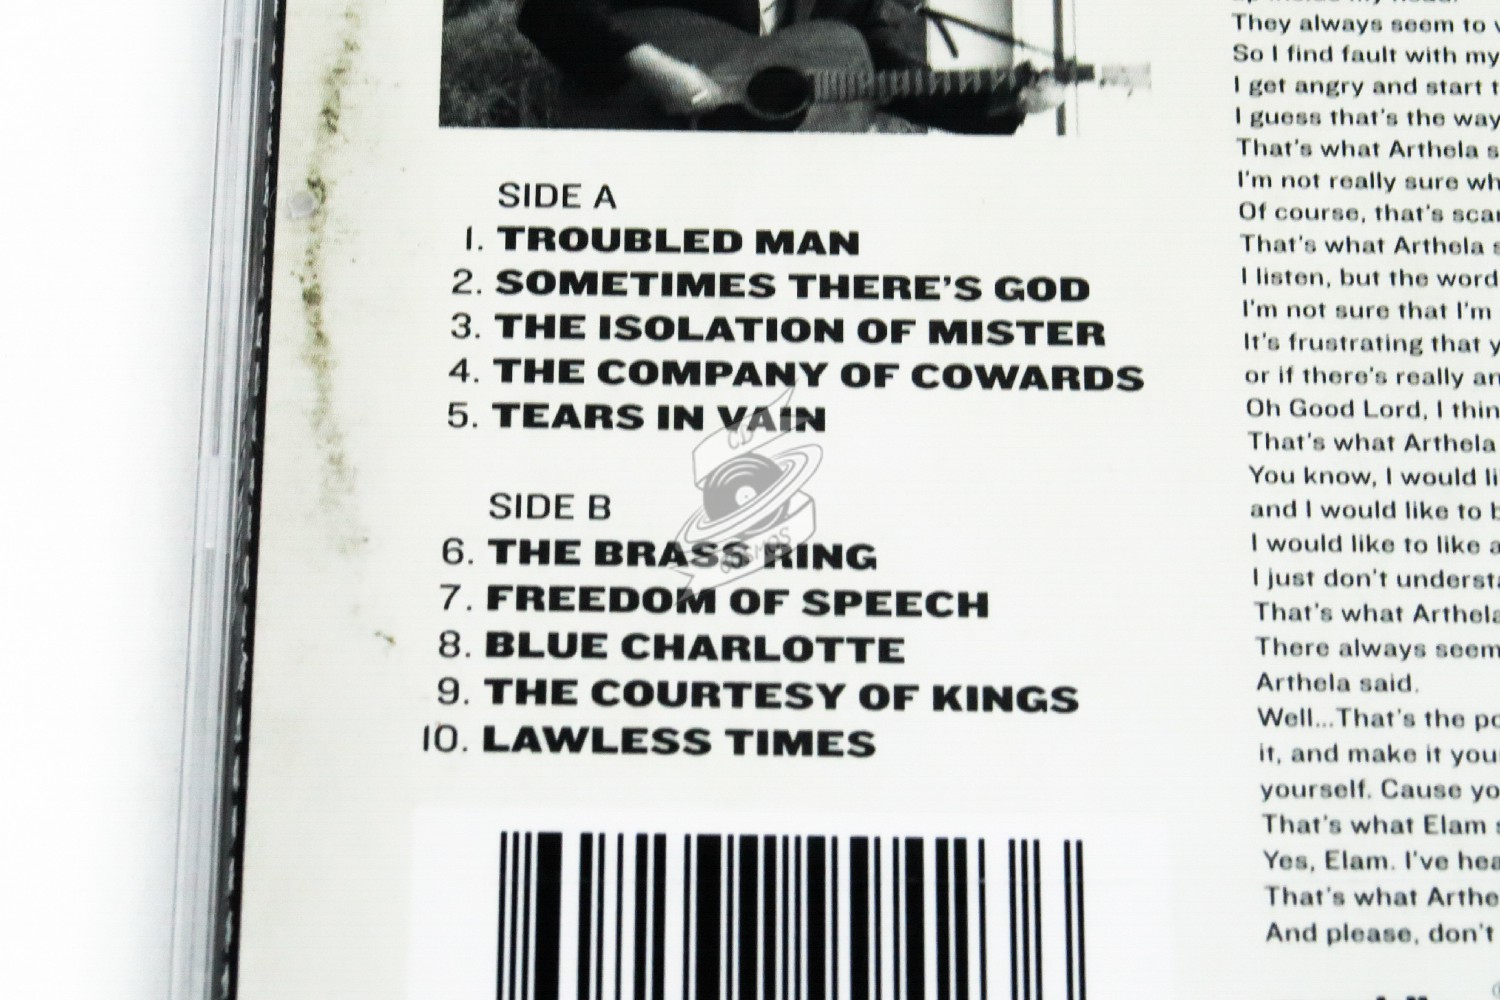 SIDE A
1. TROUBLED MAN
2. SOMETIMES THERE'S GOD
3. THE ISOLATION OF MISTER
4. THE COMPANY OF COWARDS
5. TEARS IN VAIN
SIDE B
6. THE BRASS RING
7. FREEDOM OF SPEECH
8. BLUE CHARLOTTE
9. THE COURTESY OF KINGS
10. LAWLESS TIMES
CD
COSMOS
They always seem to
So I find fault with my
I get angry and start
I guess that's the way
That's what Arthela
I'm not really sure
Of course, that's
That's what Arthela
I listen, but the
I'm not sure that I'm
It's frustrating that
or if there's really
Oh Good Lord, I
That's what Arthela
You know, I would
and I would like to
I would like to like
I just don't
That's what
There always
Arthela said.
Well...That's the
it, and make it
yourself. Cause
That's what Elam
Yes, Elam. I've
That's what
And please, don't